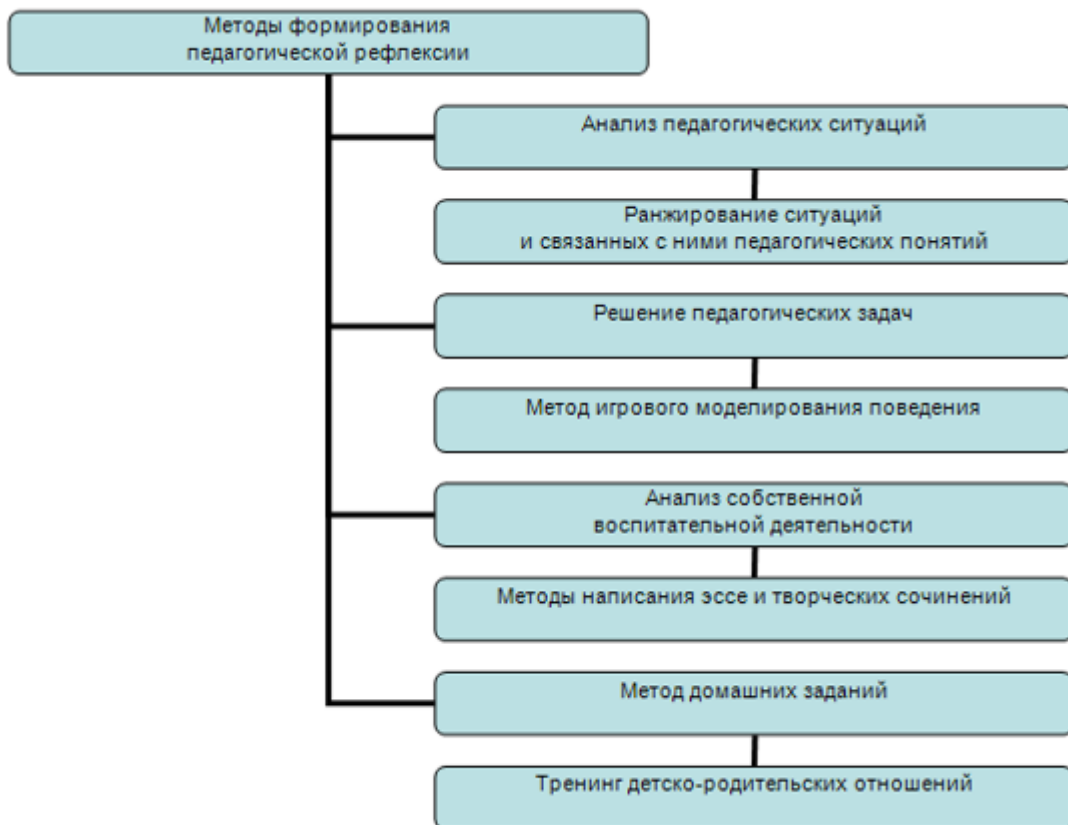 Методы формирования
педагогической рефлексии
Анализ педагогических ситуаций
Ранжирование ситуаций
и связанных с ними педагогических понятий
Решение педагогических задач
Метод игрового моделирования поведения
Анализ собственной
воспитательной деятельности
Методы написания эссе и творческих сочинений
Метод домашних заданий
Тренинг детско-родительских отношений